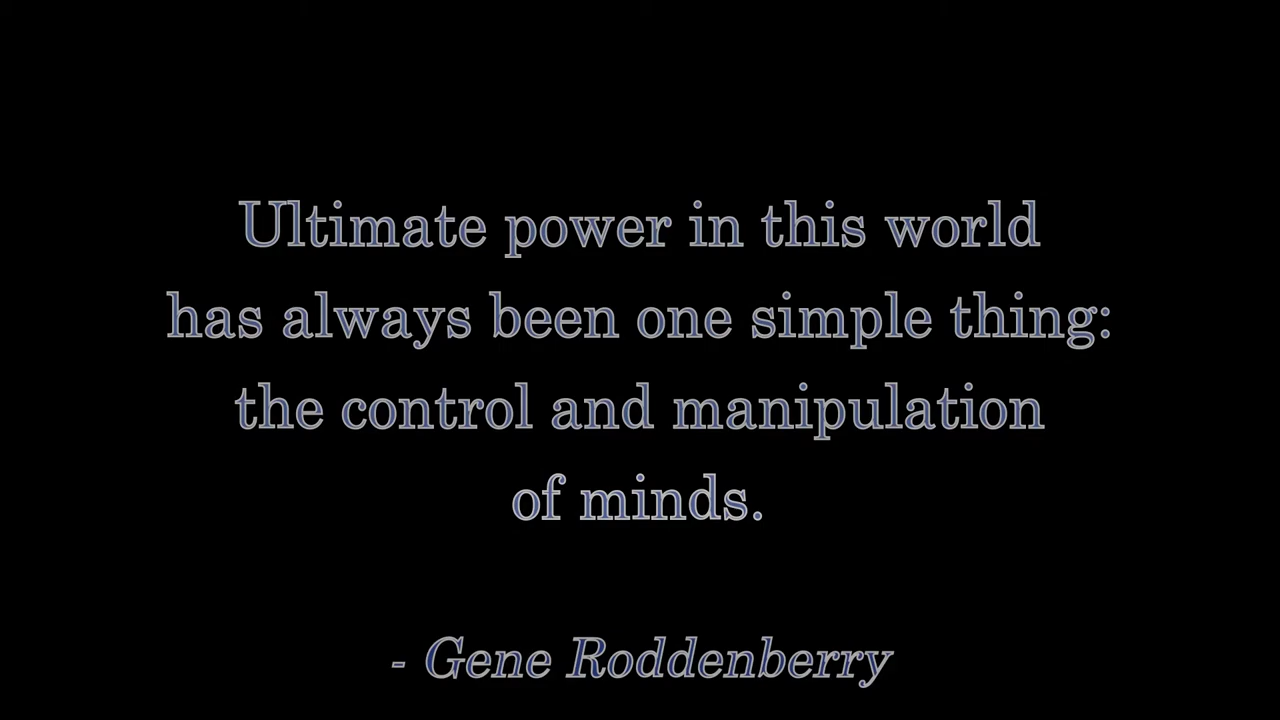 Ultimate power in this world
has always been one simple thing:
the control and manipulation
of minds.
- Gene Roddenberry